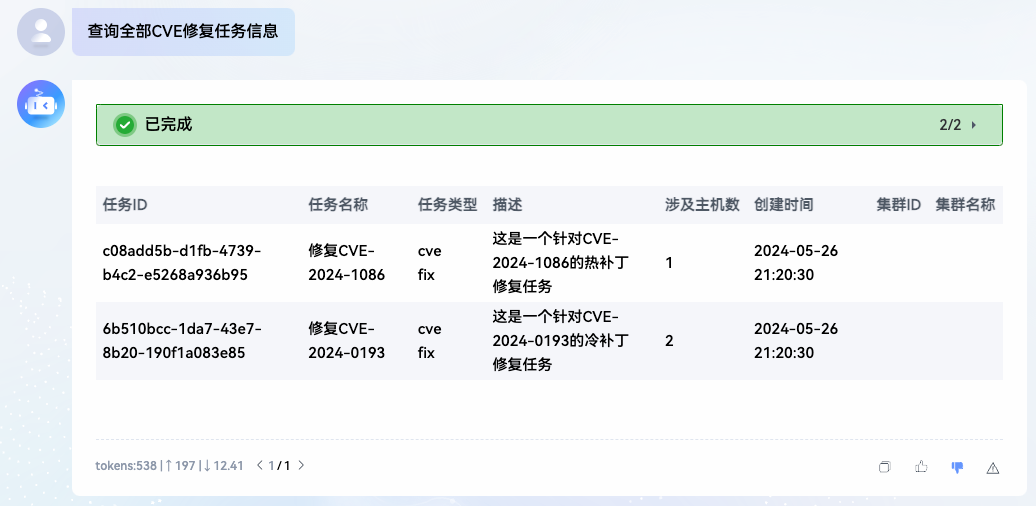 查询全部CVE修复任务信息
已完成 2/2
任务ID 任务名称 任务类型 描述 涉及主机数 创建时间 集群ID 集群名称
c08add5b-d1fb-4739-b4c2-e5268a936b95 修复CVE-2024-1086 cve fix 这是一个针对CVE-2024-1086的热补丁修复任务 1 2024-05-26 21:20:30
6b510bcc-1da7-43e7-8b20-190f1a083e85 修复CVE-2024-0193 cve fix 这是一个针对CVE-2024-0193的冷补丁修复任务 2 2024-05-26 21:20:30
tokens:538 | ↑ 197 | ↓ 12.41 < 1 / 1 >